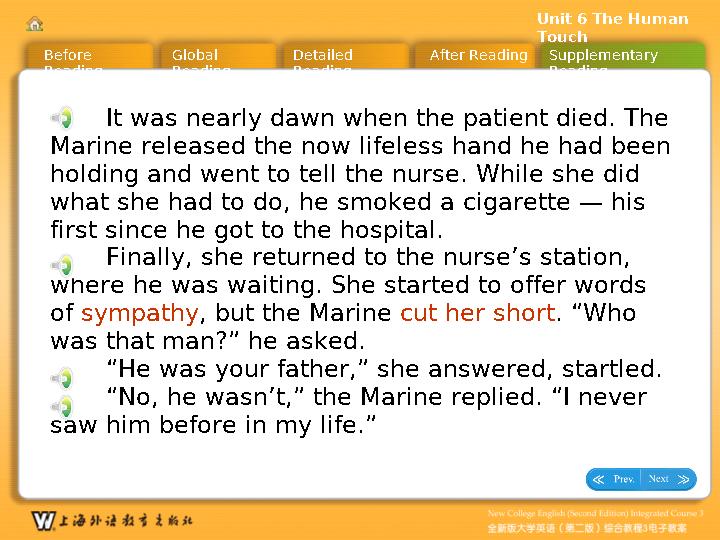 Unit 6 The Human
Touch
Before
Reading
Global
Reading
Detailed
Reading
After Reading
Supplementary
Reading
It was nearly dawn when the patient died. The
Marine released the now lifeless hand he had been
holding and went to tell the nurse. While she did
what she had to do, he smoked a cigarette — his
first since he got to the hospital.
Finally, she returned to the nurse’s station,
where he was waiting. She started to offer words
of sympathy, but the Marine cut her short. “Who
was that man?” he asked.
“He was your father,” she answered, startled.
“No, he wasn’t,” the Marine replied. “I never
saw him before in my life.”
Prev. Next
上海外语教育出版社
New College English (Second Edition) Integrated Course 3
全新版大学英语（第二版）综合教程3电子教案